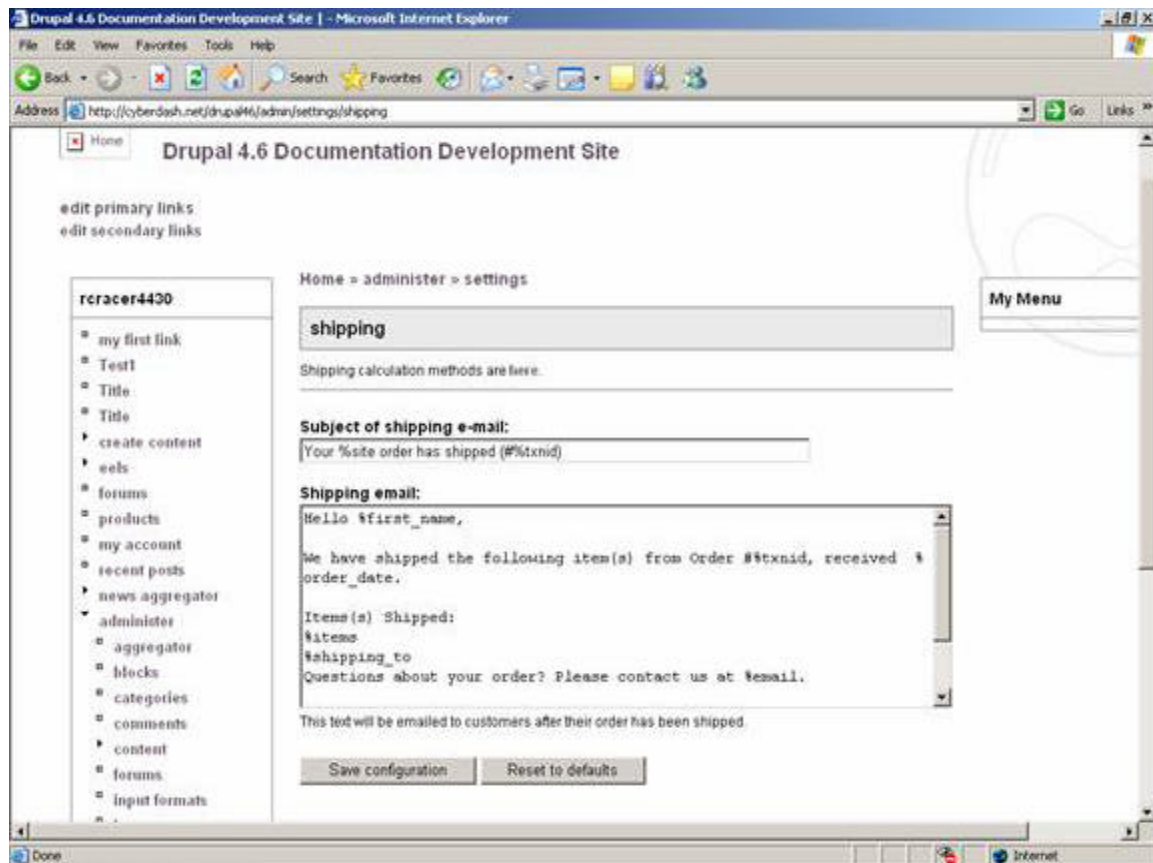 Drupal 4.6 Documentation Development Site | - Microsoft Internet Explorer
File Edit View Favorites Tools Help
Back Search Favorites
Address http://cyberdash.net/drupal46/admin/settings/shipping Go Links »
Home
Drupal 4.6 Documentation Development Site
edit primary links
edit secondary links
rcracer4430
my first link
Test1
Title
Title
create content
eels
forums
products
my account
recent posts
news aggregator
administer
aggregator
blocks
categories
comments
content
forums
input formats
Home » administer » settings
shipping
Shipping calculation methods are here.
Subject of shipping e-mail:
Your %site order has shipped (#%txnid)
Shipping email:
Hello %first_name,
We have shipped the following item(s) from Order #%txnid, received %
order_date.
Items(s) Shipped:
%items
%shipping_to
Questions about your order? Please contact us at %email.
This text will be emailed to customers after their order has been shipped.
Save configuration Reset to defaults
My Menu
Done Internet